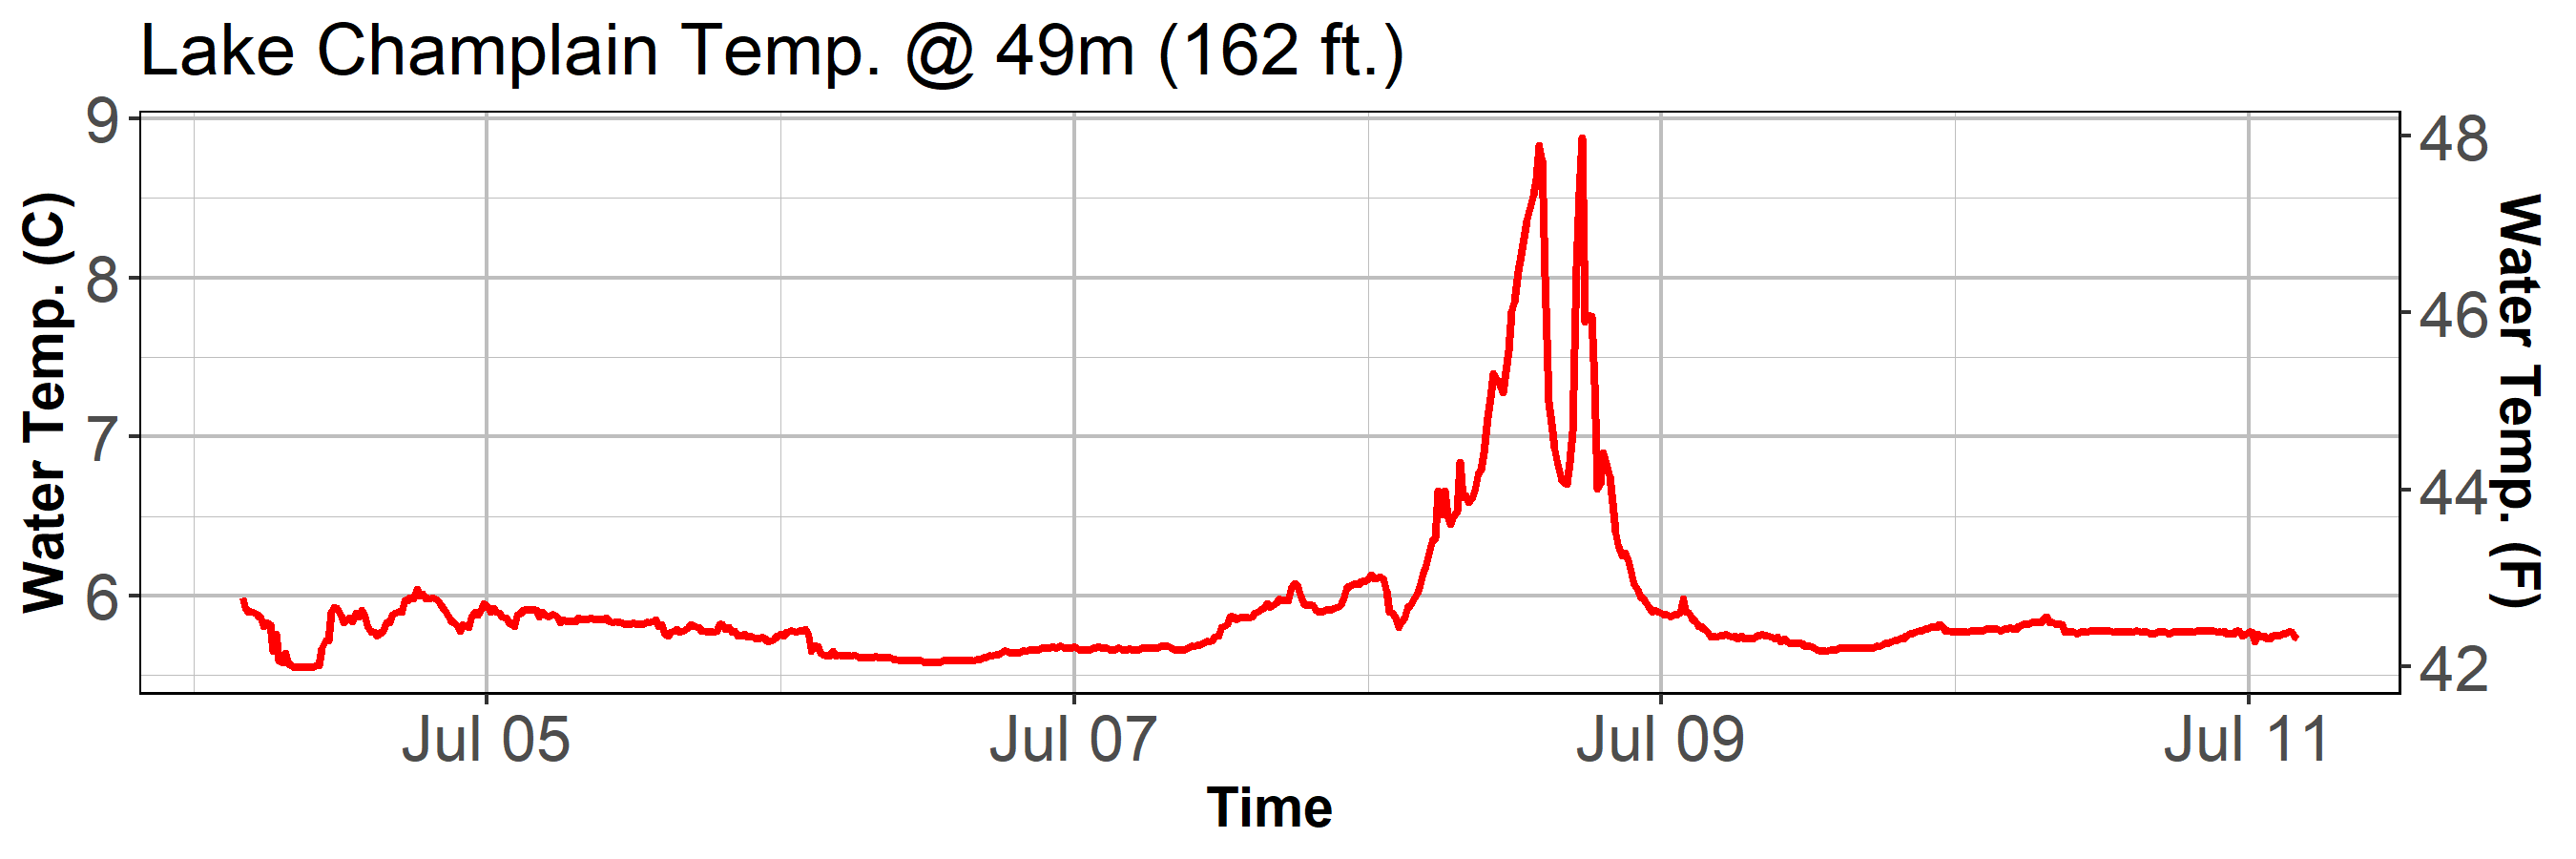 Lake Champlain Temp. @ 49m (162 ft.)
Water Temp. (C)
9
8
7
6
48
46
44
42
Water Temp. (F)
Jul 05
Jul 07
Jul 09
Jul 11
Time